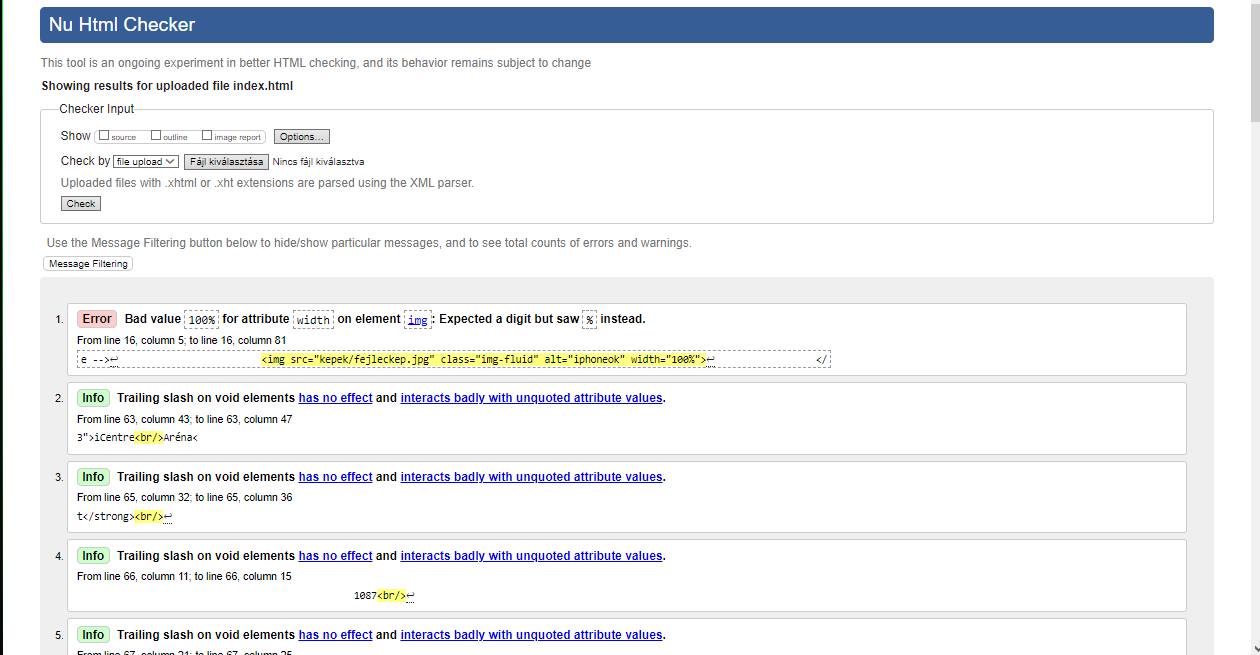 Nu Html Checker
This tool is an ongoing experiment in better HTML checking, and its behavior remains subject to change
Showing results for uploaded file index.html
Checker Input
Show source outline image report Options...
Check by file upload Fájl kiválasztása Nincs fájl kiválasztva
Uploaded files with .xhtml or .xht extensions are parsed using the XML parser.
Check
Use the Message Filtering button below to hide/show particular messages, and to see total counts of errors and warnings.
Message Filtering
1. Error Bad value 100% for attribute width on element img: Expected a digit but saw % instead.
From line 16, column 5; to line 16, column 81
e -->↩ <img src="kepek/fejleckep.jpg" class="img-fluid" alt="iphoneok" width="100%">↩ </
2. Info Trailing slash on void elements has no effect and interacts badly with unquoted attribute values.
From line 63, column 43; to line 63, column 47
3">iCentre<br/>Aréna<
3. Info Trailing slash on void elements has no effect and interacts badly with unquoted attribute values.
From line 65, column 32; to line 65, column 36
t</strong><br/>↩
4. Info Trailing slash on void elements has no effect and interacts badly with unquoted attribute values.
From line 66, column 11; to line 66, column 15
1087<br/>↩
5. Info Trailing slash on void elements has no effect and interacts badly with unquoted attribute values.
From line 67, column 21; to line 67, column 25